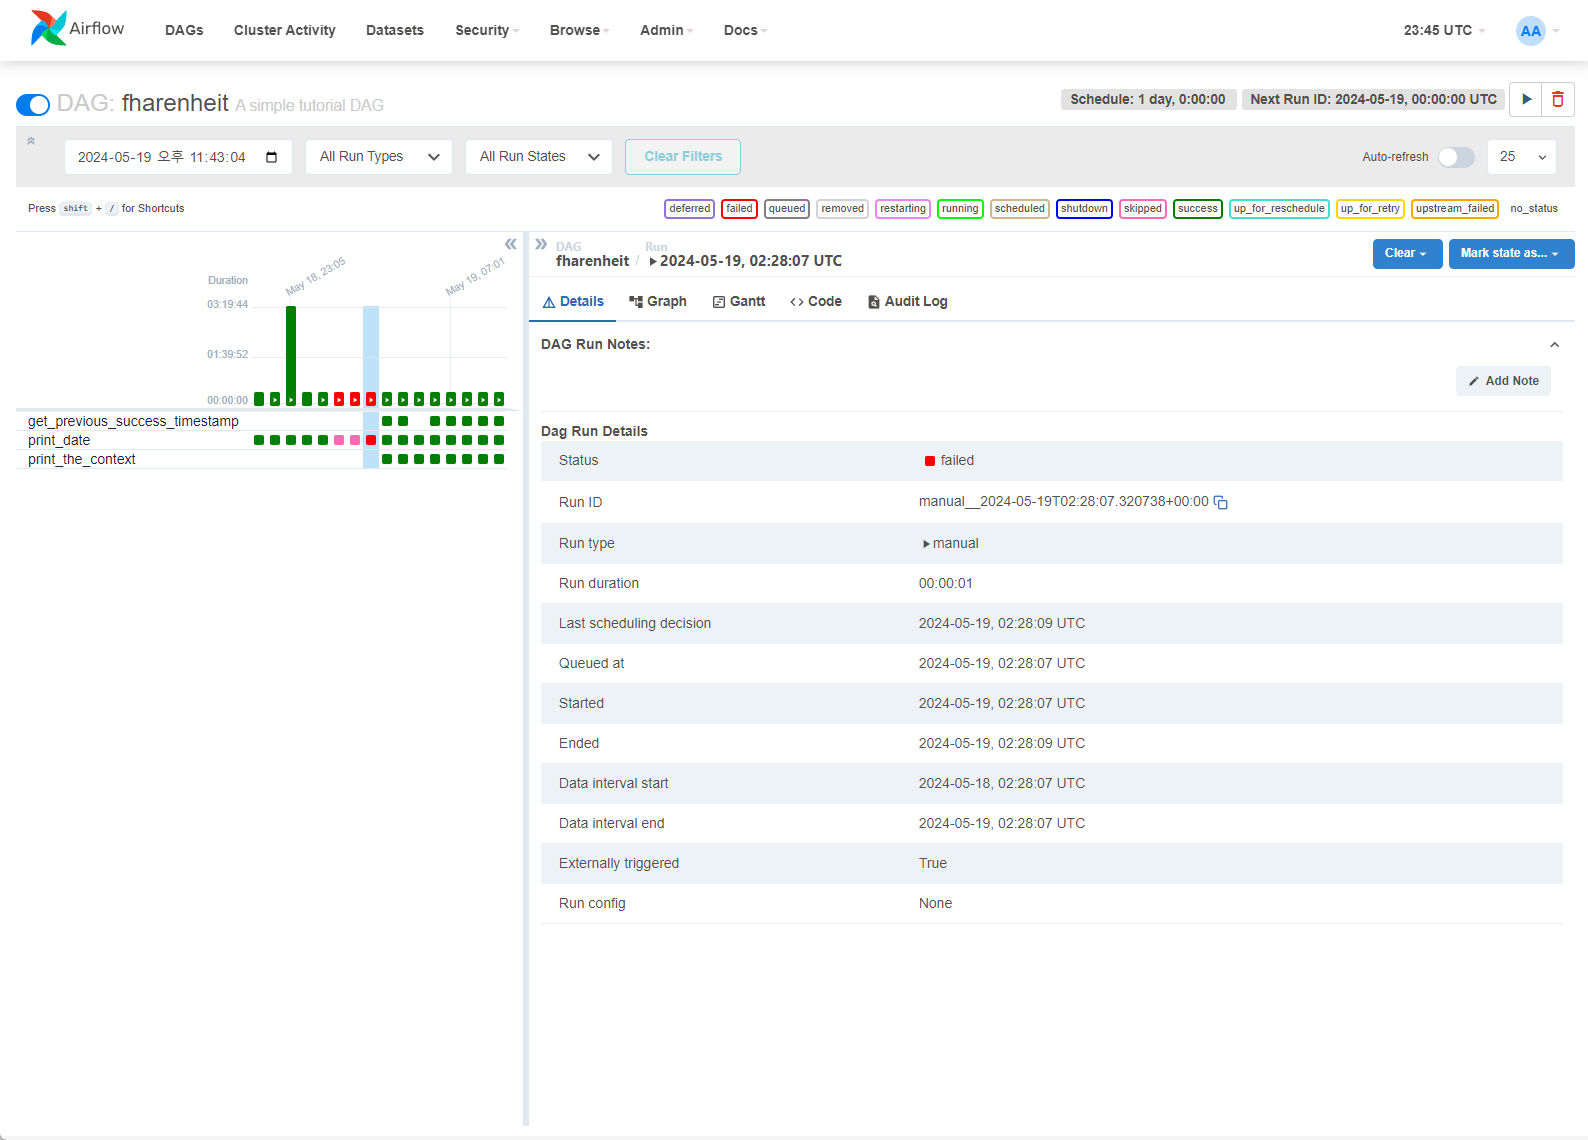 Airflow DAGs Cluster Activity Datasets Security Browse Admin Docs 23:45 UTC AA
DAG: fharenheit A simple tutorial DAG Schedule: 1 day, 0:00:00 Next Run ID: 2024-05-19, 00:00:00 UTC
2024-05-19 오후 11:43:04 All Run Types All Run States Clear Filters Auto-refresh 25
Press shift + / for Shortcuts deferred failed queued removed restarting running scheduled shutdown skipped success up_for_reschedule up_for_retry upstream_failed no_status
Duration
May 18, 23:05
May 19, 07:01
03:19:44
01:39:52
00:00:00
get_previous_success_timestamp
print_date
print_the_context
DAG Run
fharenheit / 2024-05-19, 02:28:07 UTC
Clear Mark state as...
Details Graph Gantt Code Audit Log
DAG Run Notes:
Add Note
Dag Run Details
Status failed
Run ID manual__2024-05-19T02:28:07.320738+00:00
Run type manual
Run duration 00:00:01
Last scheduling decision 2024-05-19, 02:28:09 UTC
Queued at 2024-05-19, 02:28:07 UTC
Started 2024-05-19, 02:28:07 UTC
Ended 2024-05-19, 02:28:09 UTC
Data interval start 2024-05-18, 02:28:07 UTC
Data interval end 2024-05-19, 02:28:07 UTC
Externally triggered True
Run config None